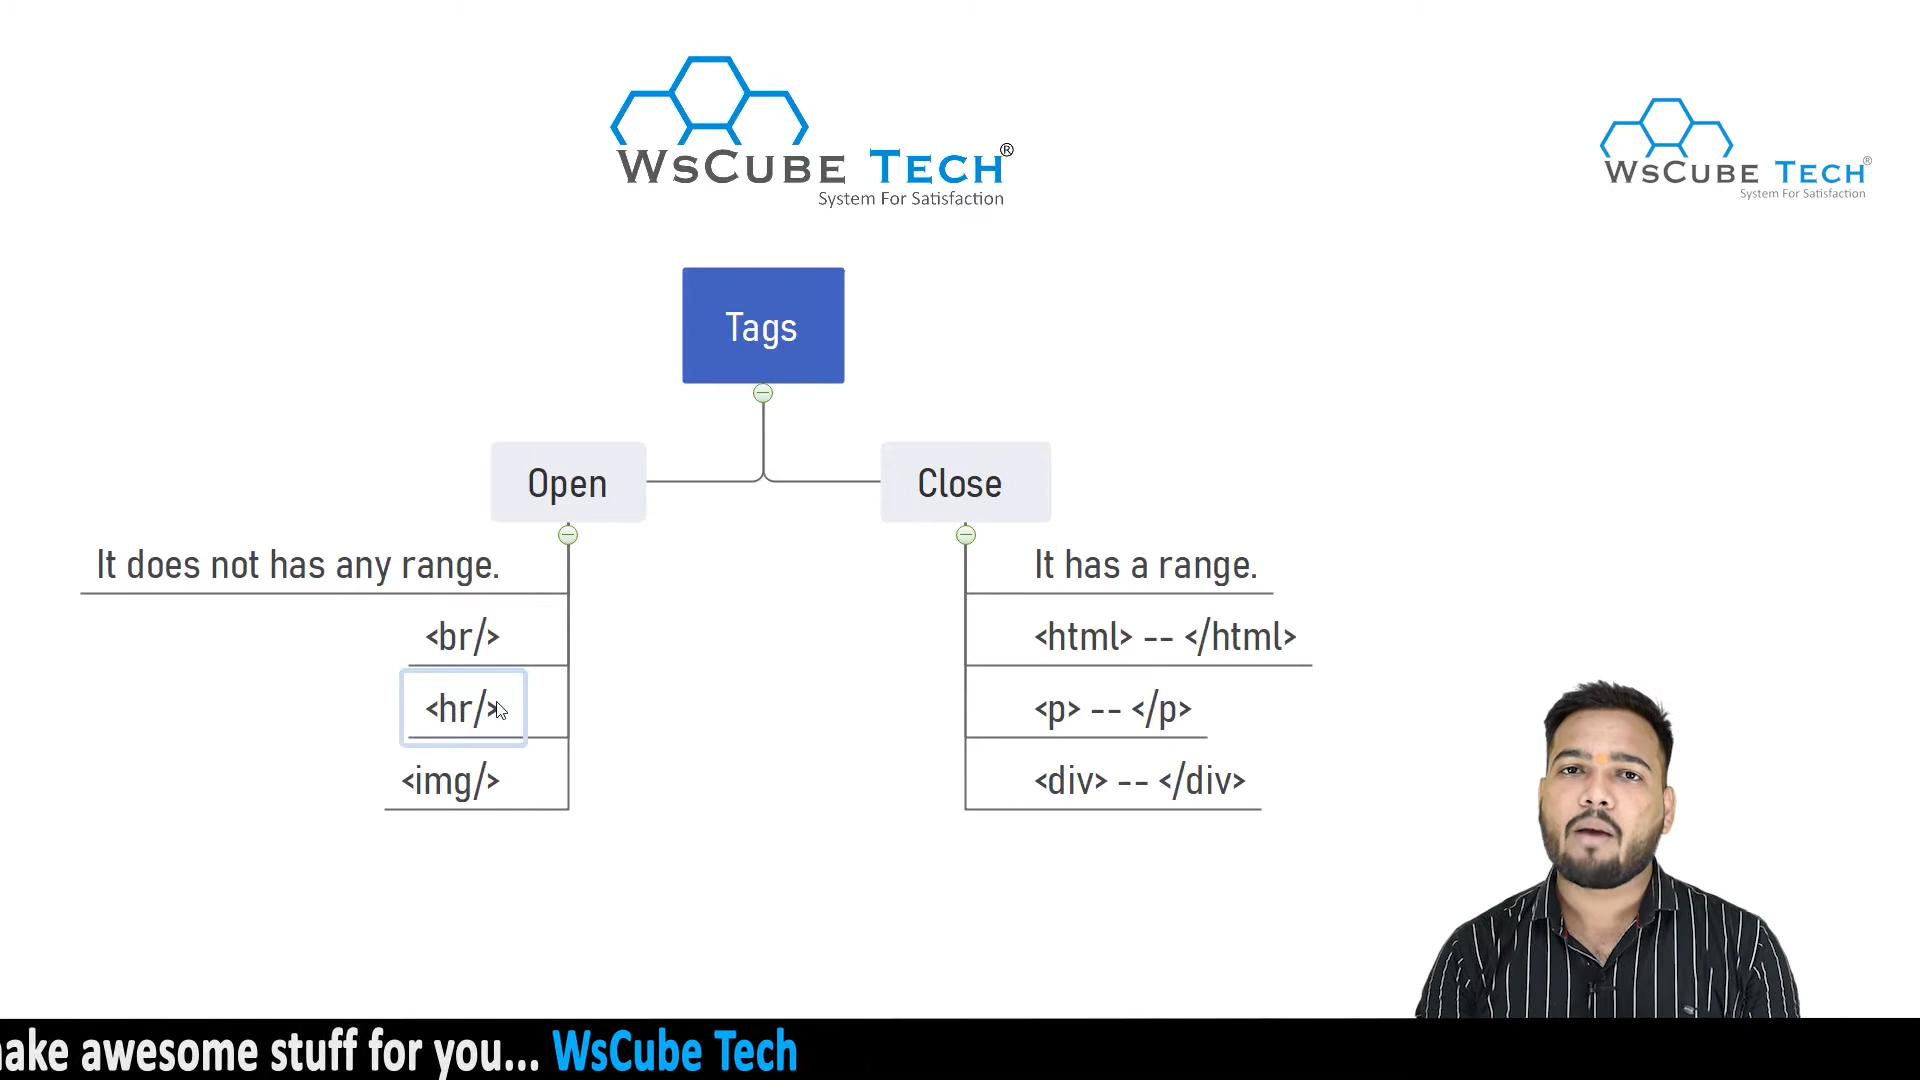 WsCube Tech®
System For Satisfaction
WsCube Tech®
System For Satisfaction
Tags
Open
Close
It does not has any range.
<br/>
<hr/>
<img/>
It has a range.
<html> -- </html>
<p> -- </p>
<div> -- </div>
awesome stuff for you... WsCube Tech